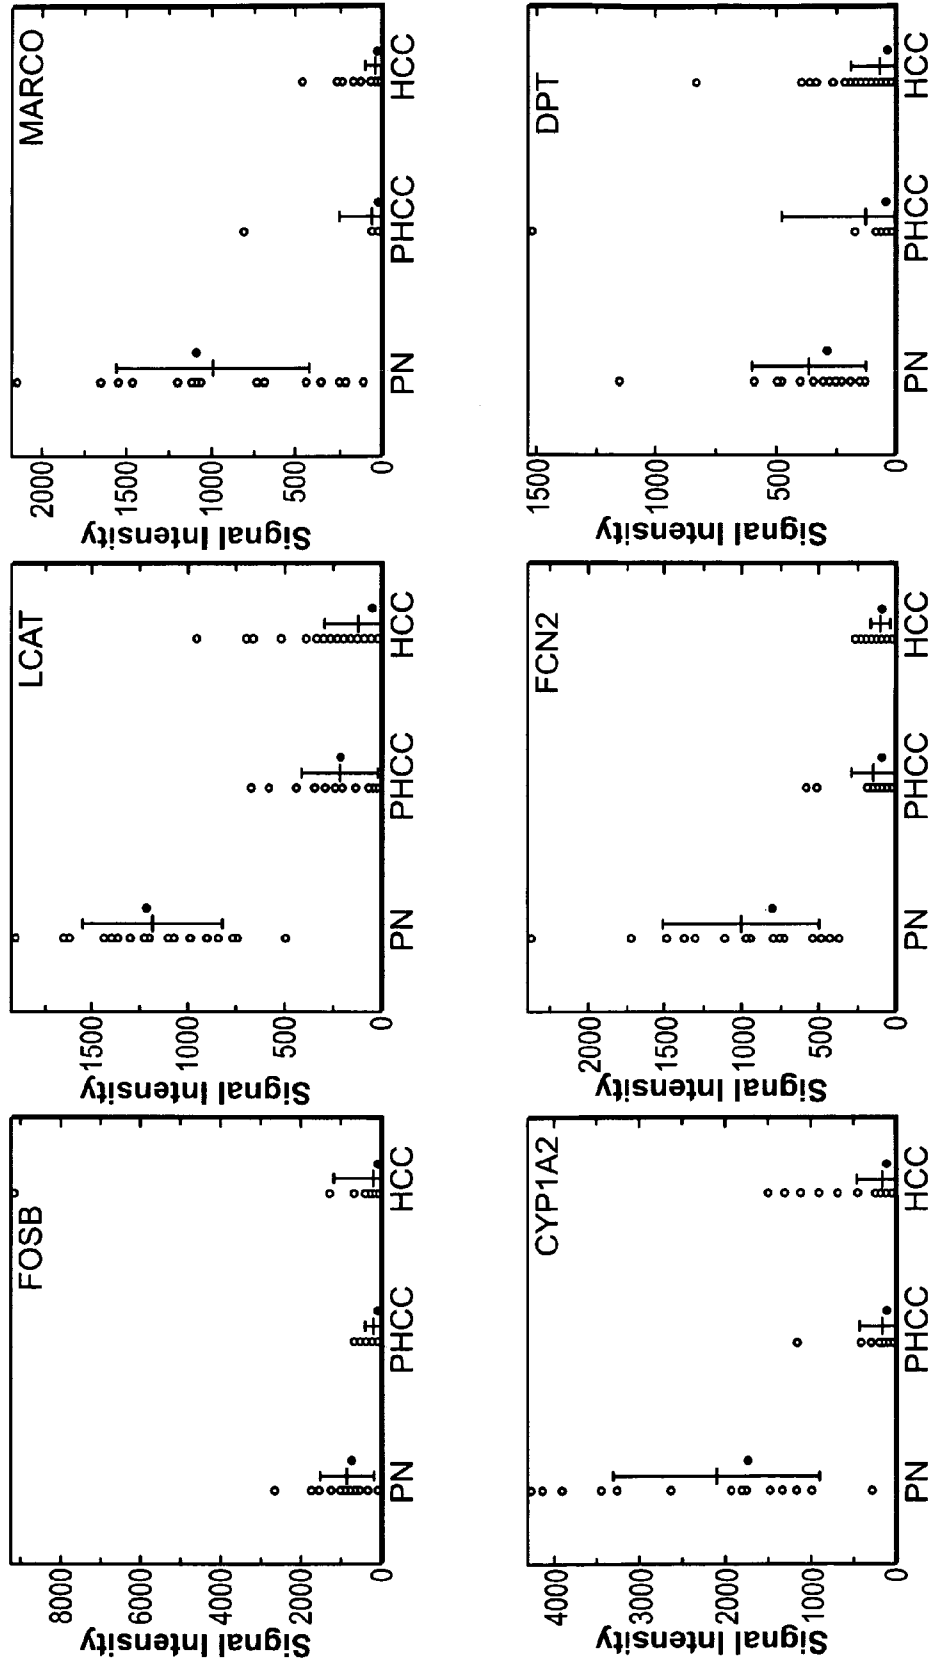 FOSB
Signal Intensity
8000
6000
4000
2000
0
PN PHCC HCC
LCAT
Signal Intensity
1500
1000
500
0
PN PHCC HCC
MARCO
Signal Intensity
2000
1500
1000
500
0
PN PHCC HCC
CYP1A2
Signal Intensity
4000
3000
2000
1000
0
PN PHCC HCC
FCN2
Signal Intensity
2000
1500
1000
500
0
PN PHCC HCC
DPT
Signal Intensity
1500
1000
500
0
PN PHCC HCC